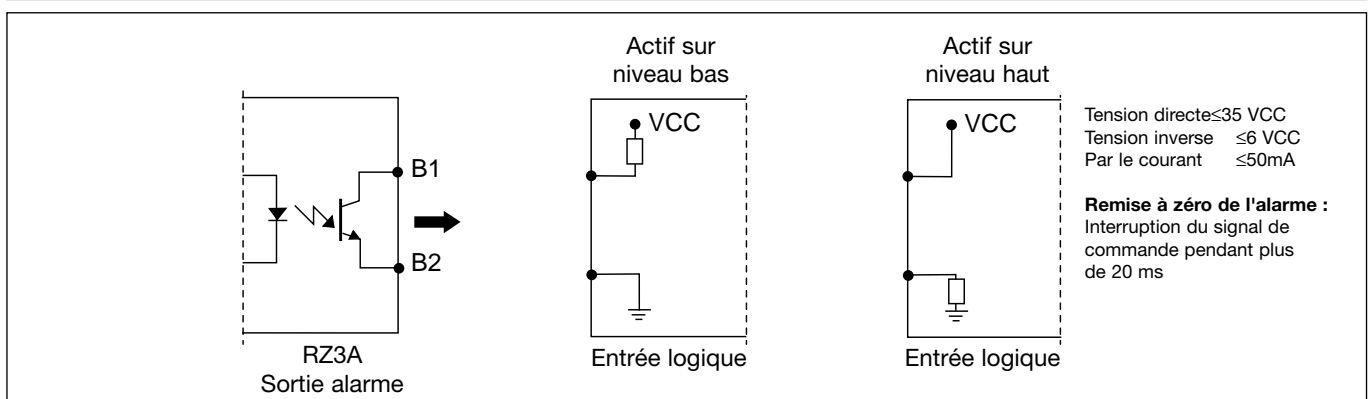 B1
B2
RZ3A
Sortie alarme
Actif sur
niveau bas
VCC
Entrée logique
Actif sur
niveau haut
VCC
Entrée logique
Tension directe≤35 VCC
Tension inverse ≤6 VCC
Par le courant ≤50mA
Remise à zéro de l'alarme :
Interruption du signal de
commande pendant plus
de 20 ms